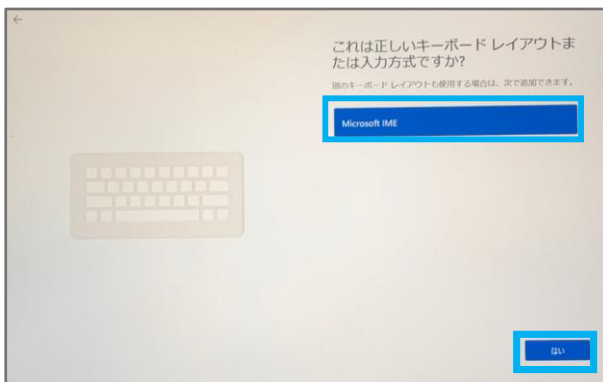 これは正しいキーボード レイアウトま
たは入力方式ですか?
別のキーボード レイアウトも使用する場合は、次で追加できます。
Microsoft IME
はい